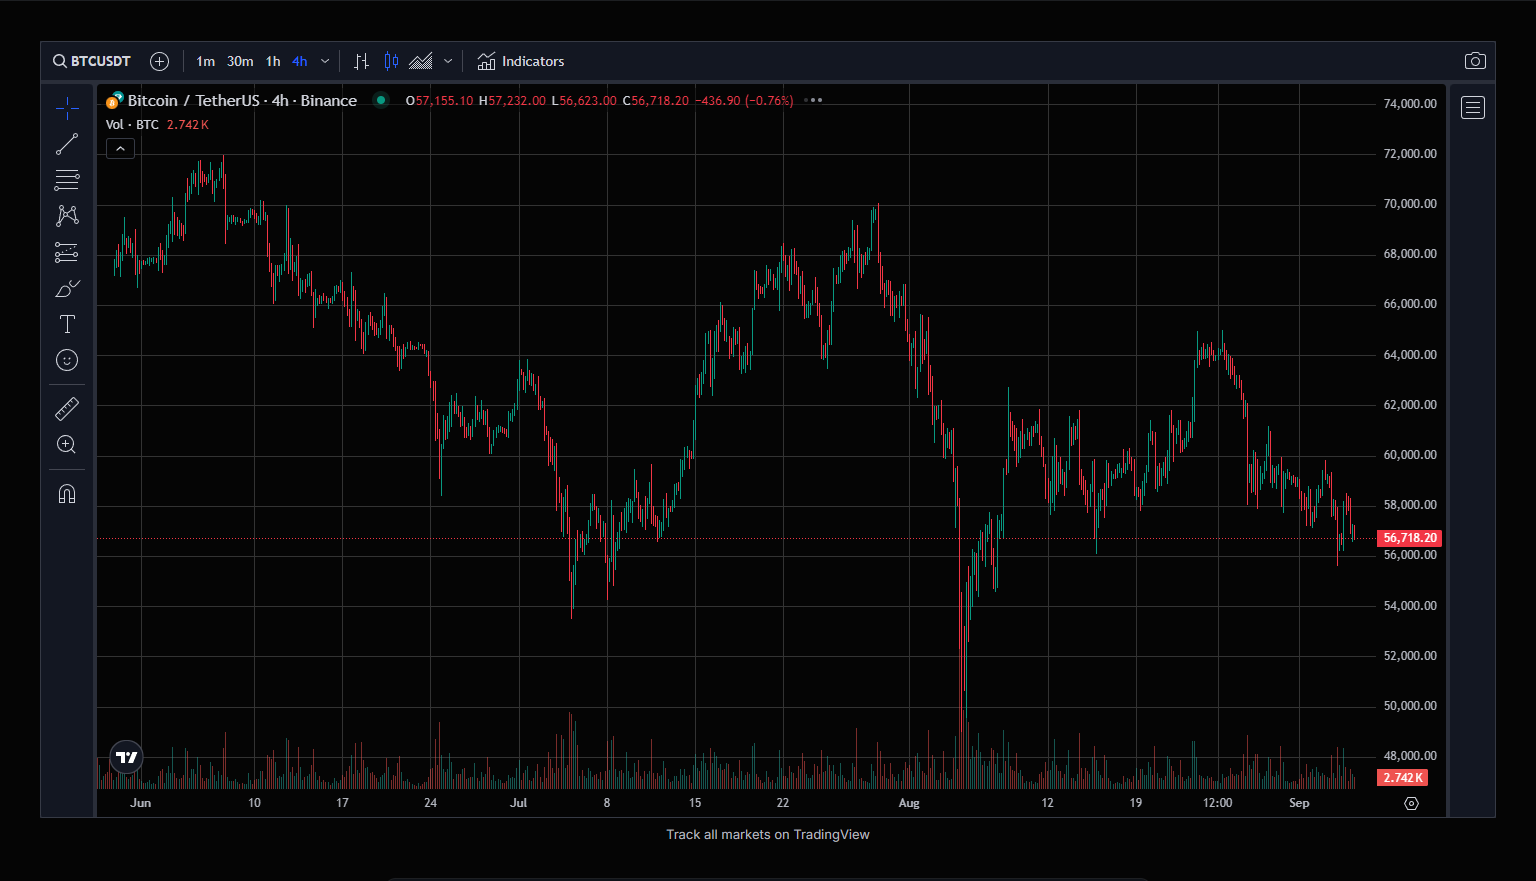 BTCUSDT 1m 30m 1h 4h Indicators
Bitcoin / TetherUS · 4h · Binance O57,155.10 H57,232.00 L56,623.00 C56,718.20 −436.90 (−0.76%)
Vol · BTC 2.742 K
74,000.00
72,000.00
70,000.00
68,000.00
66,000.00
64,000.00
62,000.00
60,000.00
58,000.00
56,718.20
56,000.00
54,000.00
52,000.00
50,000.00
48,000.00
2.742 K
Jun 10 17 24 Jul 8 15 22 Aug 12 19 12:00 Sep
Track all markets on TradingView